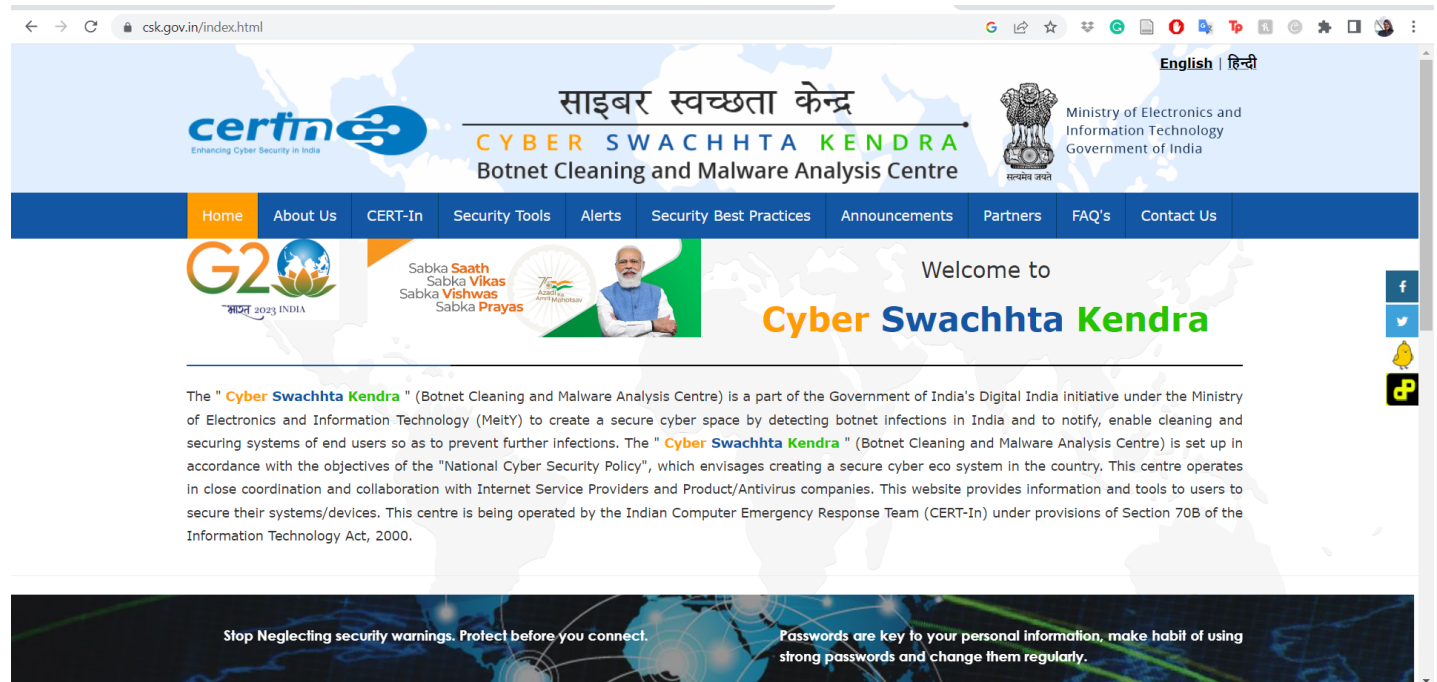 csk.gov.in/index.html
English | हिन्दी
certin
Enhancing Cyber Security in India
साइबर स्वच्छता केन्द्र
CYBER SWACHHTA KENDRA
Botnet Cleaning and Malware Analysis Centre
सत्यमेव जयते
Ministry of Electronics and
Information Technology
Government of India
Home About Us CERT-In Security Tools Alerts Security Best Practices Announcements Partners FAQ's Contact Us
G2
भारत 2023 INDIA
Sabka Saath
Sabka Vikas
Sabka Vishwas
Sabka Prayas
75
Azadi Ka
Amrit Mahotsav
Welcome to
Cyber Swachhta Kendra
The " Cyber Swachhta Kendra " (Botnet Cleaning and Malware Analysis Centre) is a part of the Government of India's Digital India initiative under the Ministry
of Electronics and Information Technology (MeitY) to create a secure cyber space by detecting botnet infections in India and to notify, enable cleaning and
securing systems of end users so as to prevent further infections. The " Cyber Swachhta Kendra " (Botnet Cleaning and Malware Analysis Centre) is set up in
accordance with the objectives of the "National Cyber Security Policy", which envisages creating a secure cyber eco system in the country. This centre operates
in close coordination and collaboration with Internet Service Providers and Product/Antivirus companies. This website provides information and tools to users to
secure their systems/devices. This centre is being operated by the Indian Computer Emergency Response Team (CERT-In) under provisions of Section 70B of the
Information Technology Act, 2000.
Stop Neglecting security warnings. Protect before you connect.
Passwords are key to your personal information, make habit of using
strong passwords and change them regularly.